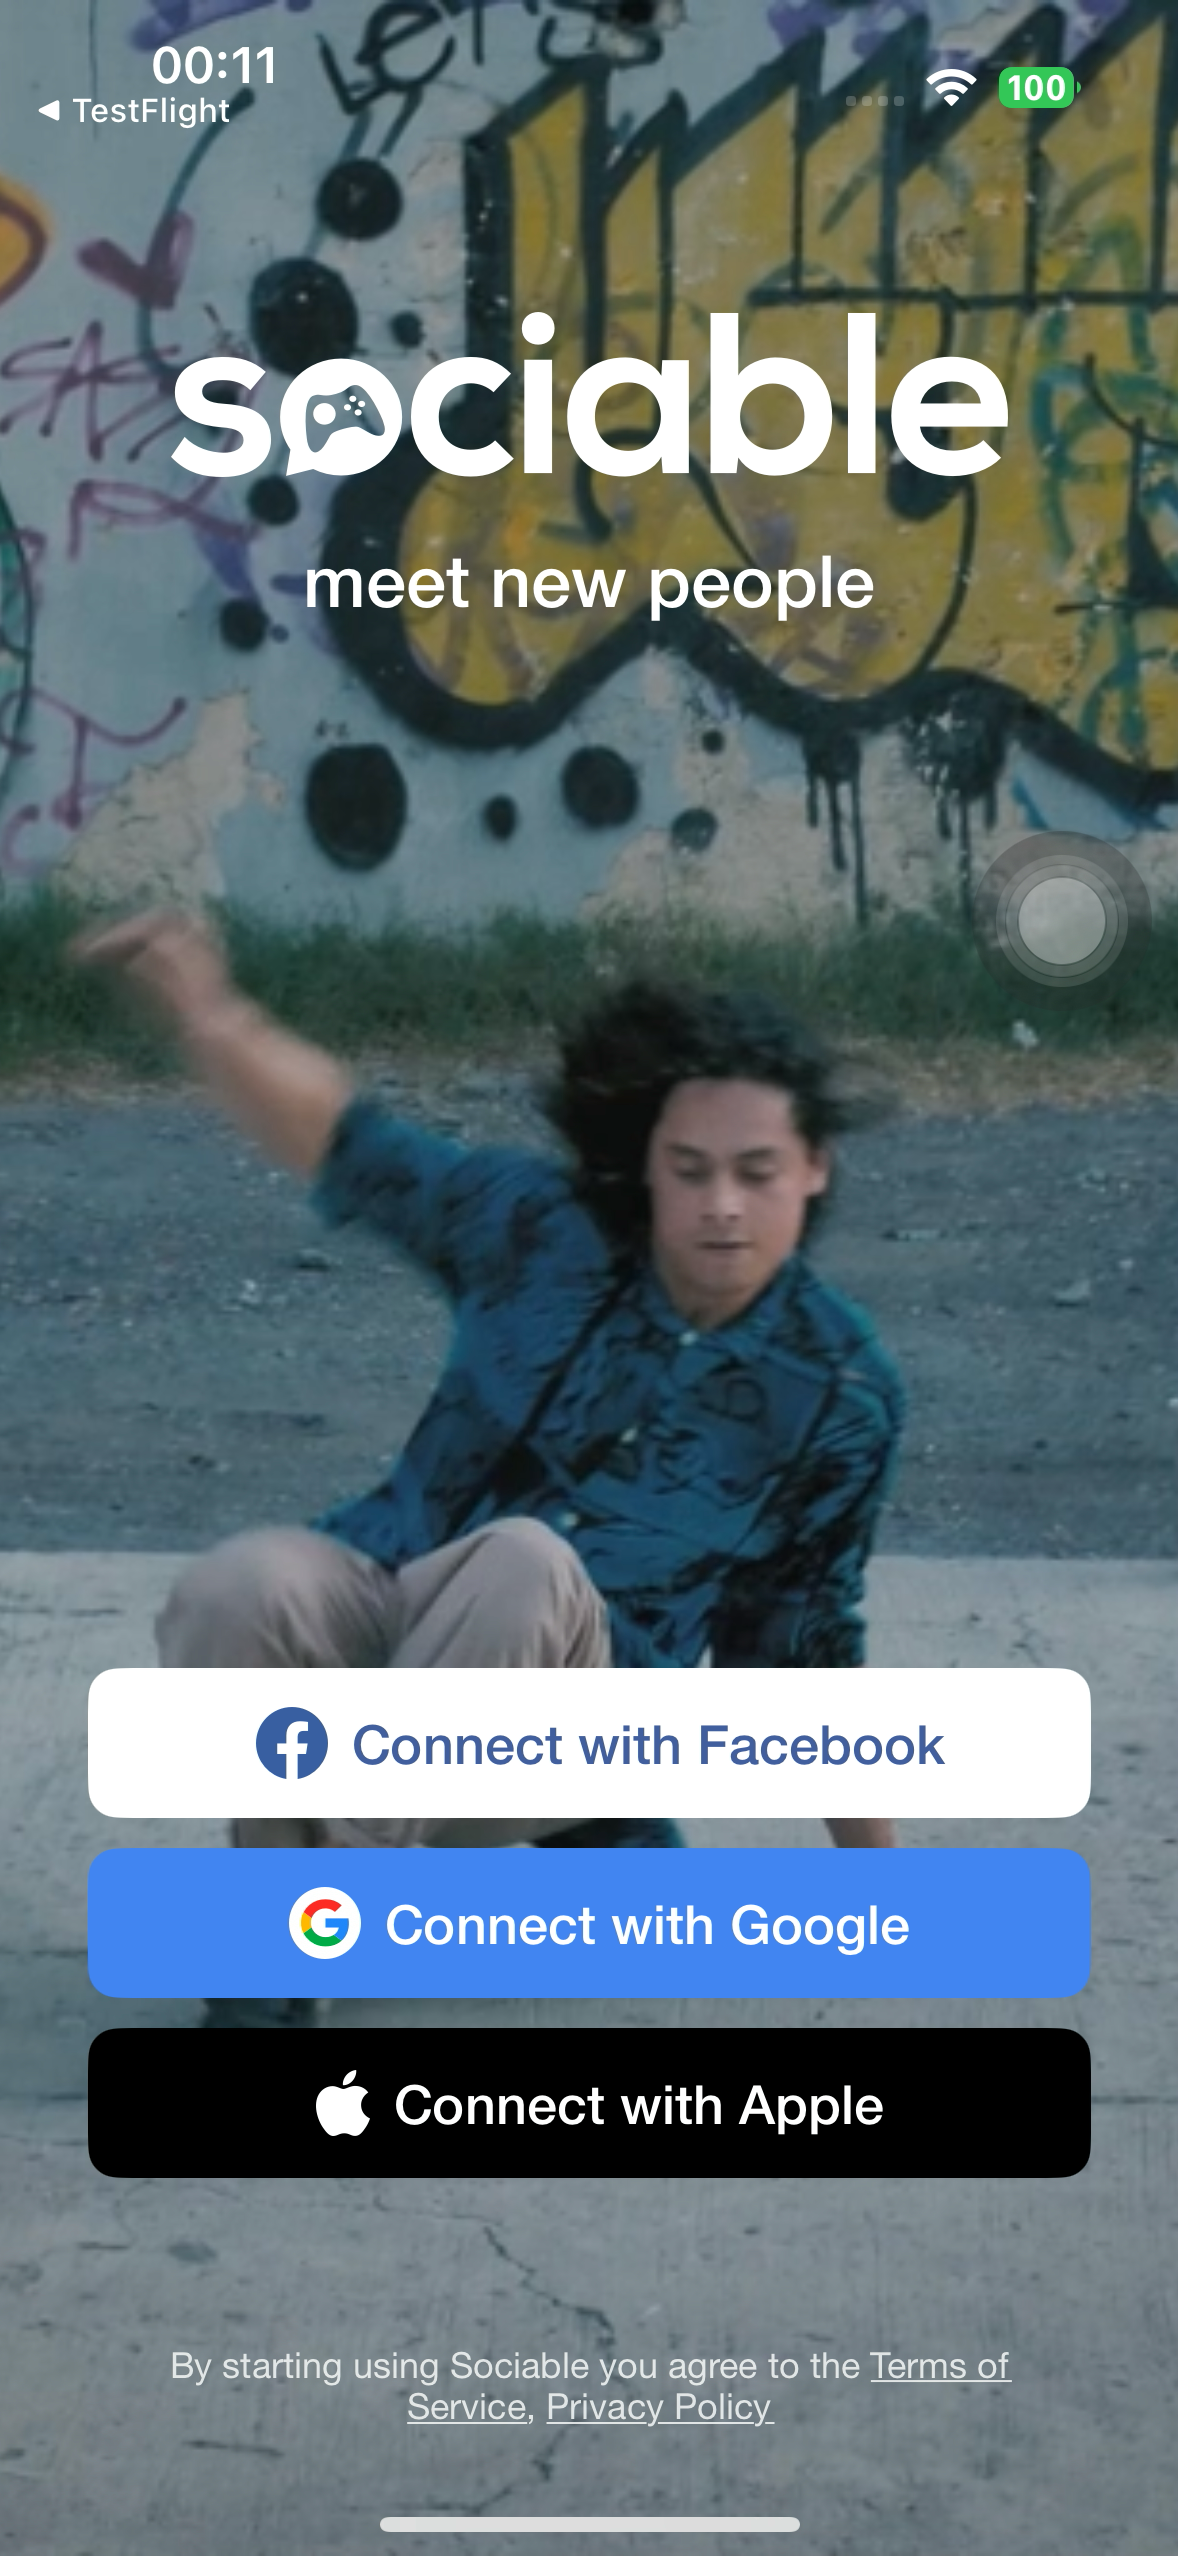 00:11
TestFlight
100
sociable
meet new people
Connect with Facebook
Connect with Google
Connect with Apple
By starting using Sociable you agree to the Terms of
Service, Privacy Policy